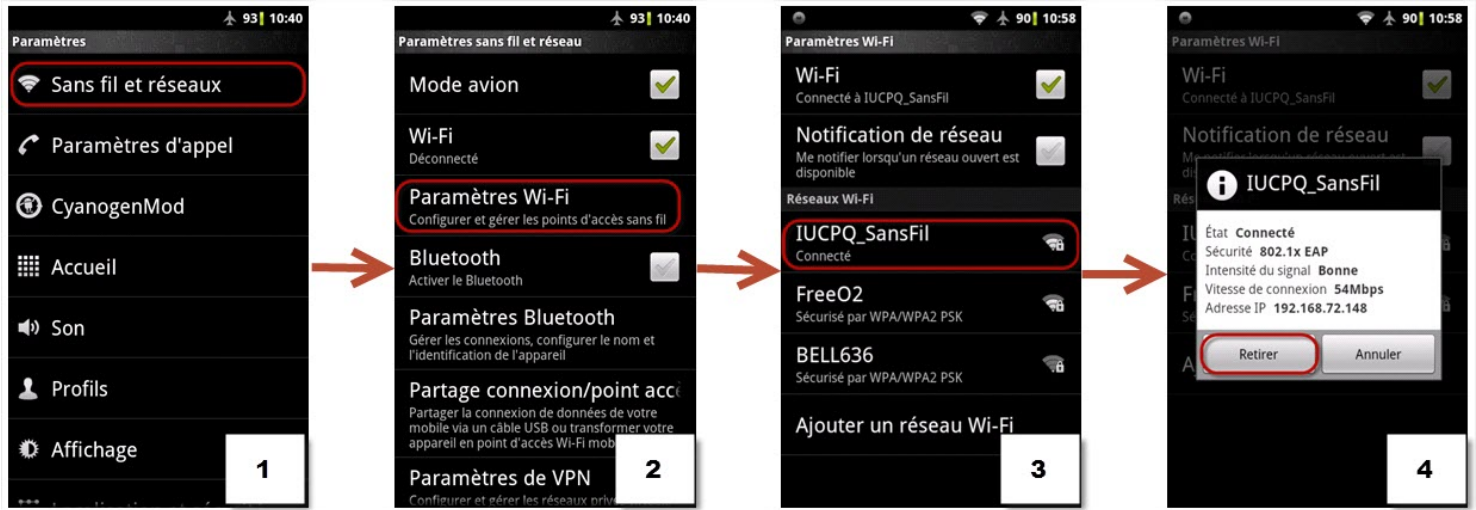 93 10:40
Paramètres
Sans fil et réseaux
Paramètres d'appel
CyanogenMod
Accueil
Son
Profils
Affichage
1
93 10:40
Paramètres sans fil et réseau
Mode avion
Wi-Fi
Déconnecté
Paramètres Wi-Fi
Configurer et gérer les points d'accès sans fil
Bluetooth
Activer le Bluetooth
Paramètres Bluetooth
Gérer les connexions, configurer le nom et
l'identification de l'appareil
Partage connexion/point accè
Partager la connexion de données de votre
mobile via un câble USB ou transformer votre
appareil en point d'accès Wi-Fi mob
Paramètres de VPN
Configurer et gérer les réseaux priv
2
90 10:58
Paramètres Wi-Fi
Wi-Fi
Connecté à IUCPQ_SansFil
Notification de réseau
Me notifier lorsqu'un réseau ouvert est
disponible
Réseaux Wi-Fi
IUCPQ_SansFil
Connecté
FreeO2
Sécurisé par WPA/WPA2 PSK
BELL636
Sécurisé par WPA/WPA2 PSK
Ajouter un réseau Wi-Fi
3
90 10:58
Paramètres Wi-Fi
Wi-Fi
Connecté à IUCPQ_SansFil
Notification de réseau
IUCPQ_SansFil
État Connecté
Sécurité 802.1x EAP
Intensité du signal Bonne
Vitesse de connexion 54Mbps
Adresse IP 192.168.72.148
Retirer Annuler
4